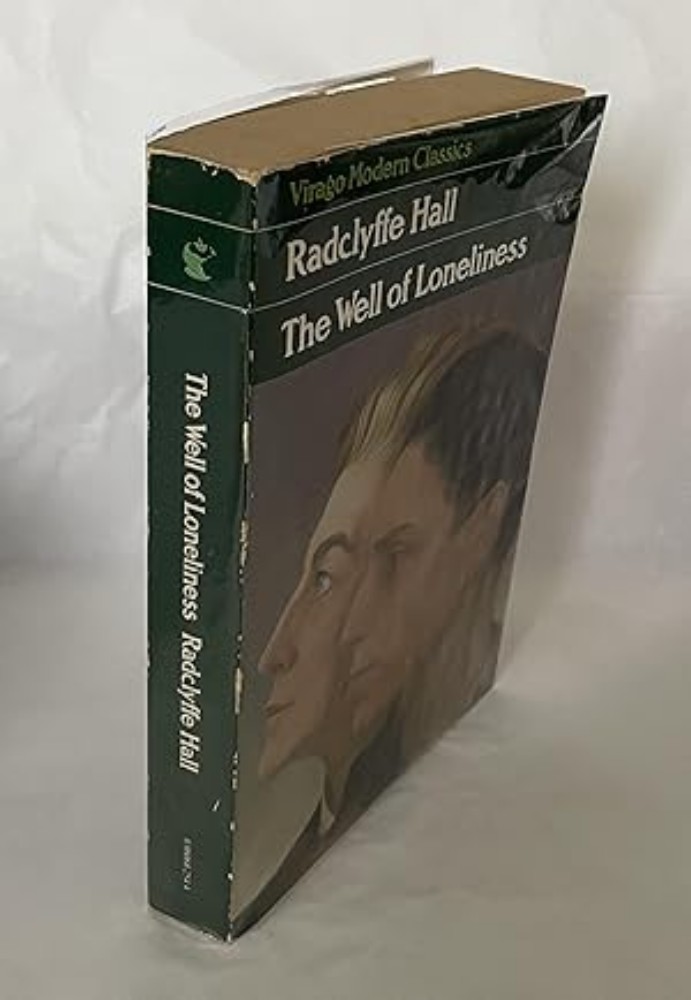 Virago Modern Classics
Radclyffe Hall
The Well of Loneliness
The Well of Loneliness Radclyffe Hall